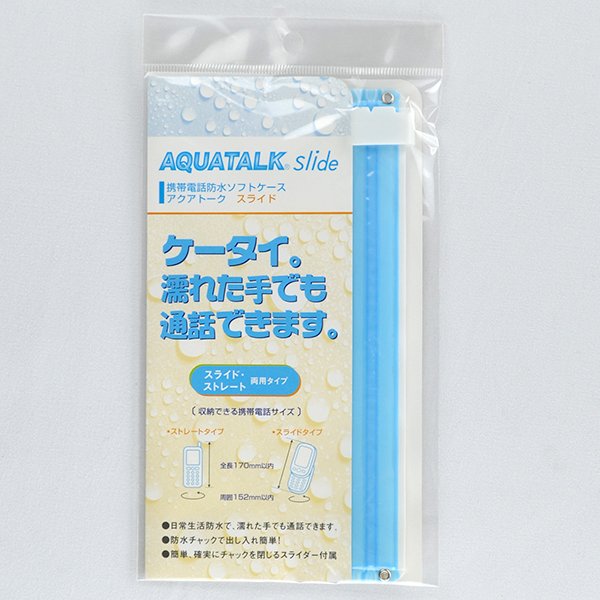 AQUATALK® slide
携帯電話防水ソフトケース
アクアトーク スライド
ケータイ。
濡れた手でも
通話できます。
スライド・
ストレート 両用タイプ
〔 収納できる携帯電話サイズ 〕
・ストレートタイプ ・スライドタイプ
全長170mm以内
周囲152mm以内
●日常生活防水で、濡れた手でも通話できます。
●防水チャックで出し入れ簡単!
●簡単、確実にチャックを閉じるスライダー付属